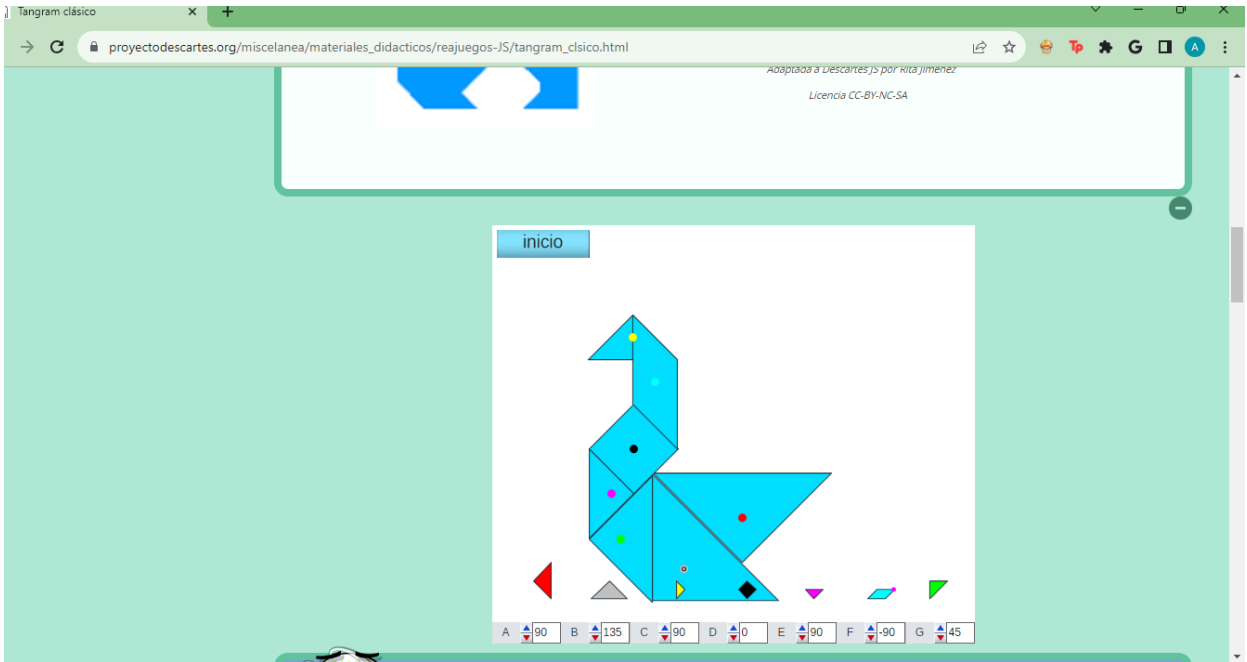 Tangram clásico
proyectodescartes.org/miscelanea/materiales_didacticos/reajuegos-JS/tangram_clsico.html
Tp
G
A
Adaptada a Descartes JS por Rita Jiménez
Licencia CC-BY-NC-SA
inicio
A 90 B 135 C 90 D 0 E 90 F -90 G 45